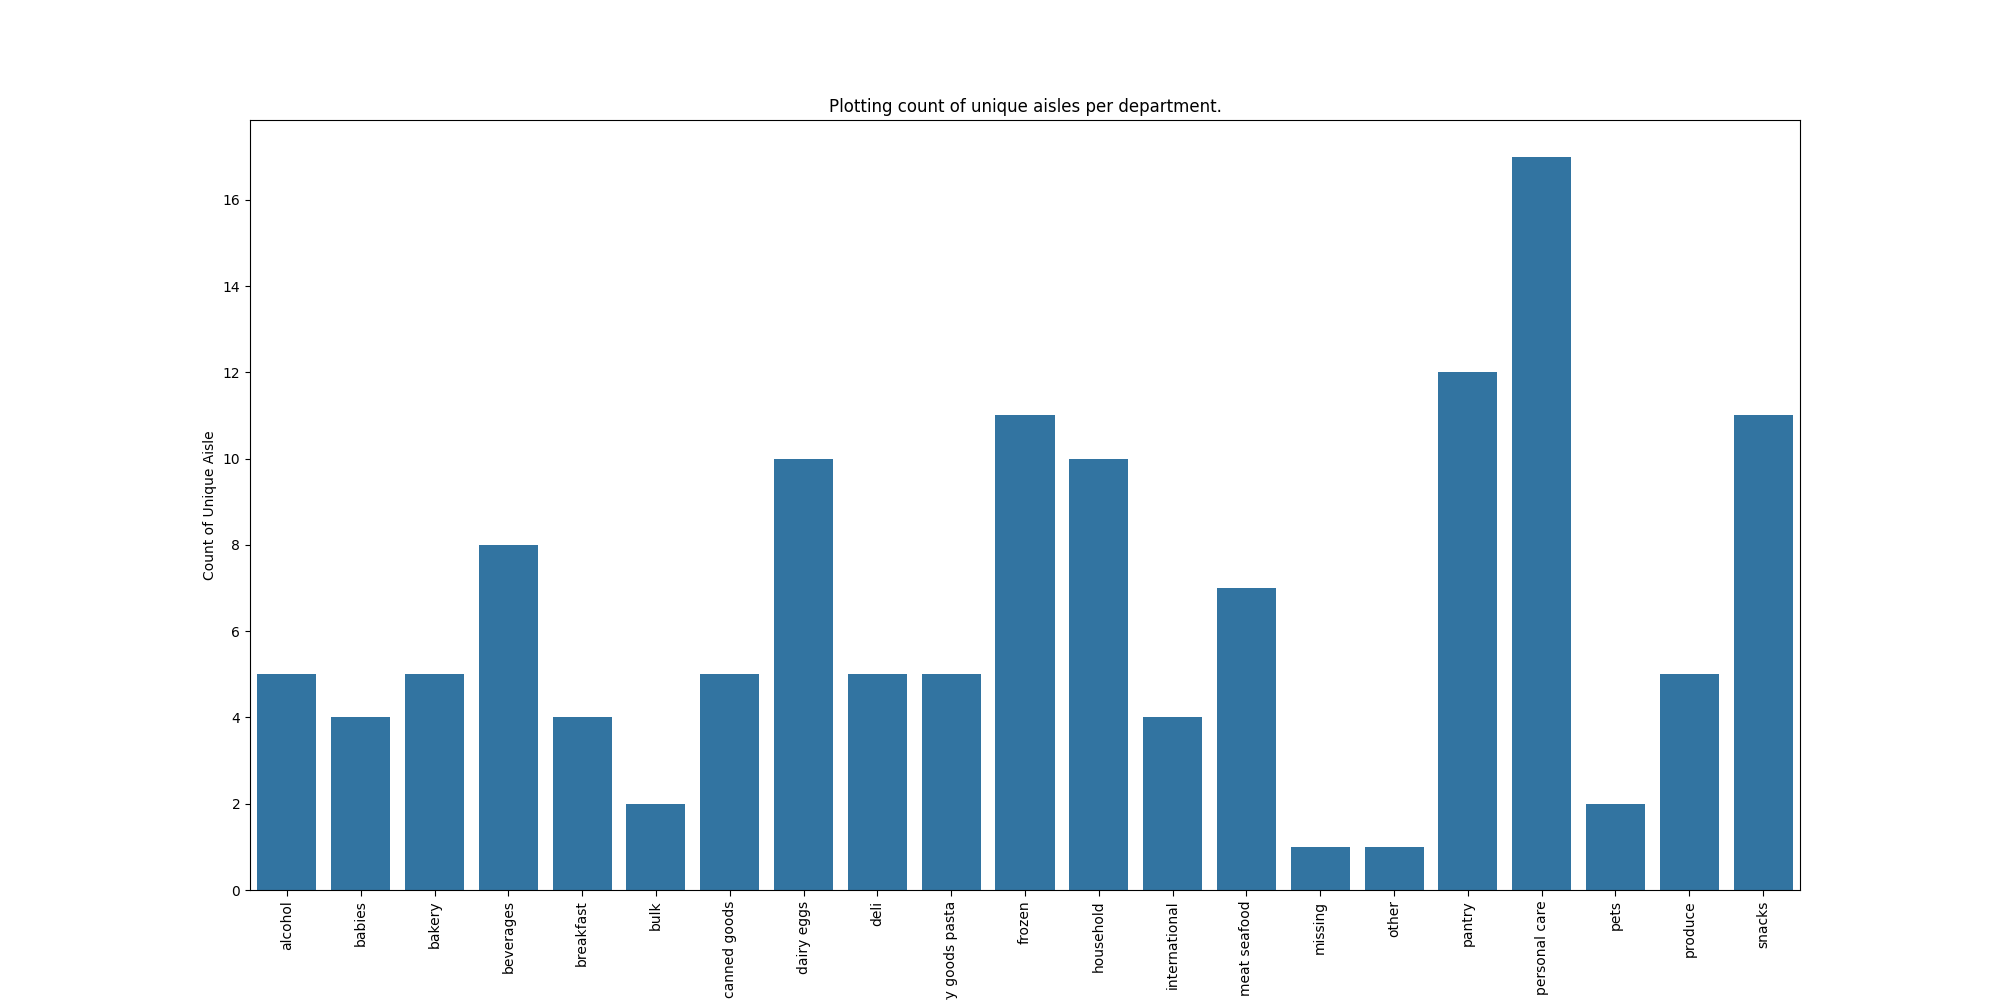 Plotting count of unique aisles per department.
Count of Unique Aisle
16
14
12
10
8
6
4
2
0
alcohol
babies
bakery
beverages
breakfast
bulk
canned goods
dairy eggs
deli
y goods pasta
frozen
household
international
meat seafood
missing
other
pantry
personal care
pets
produce
snacks